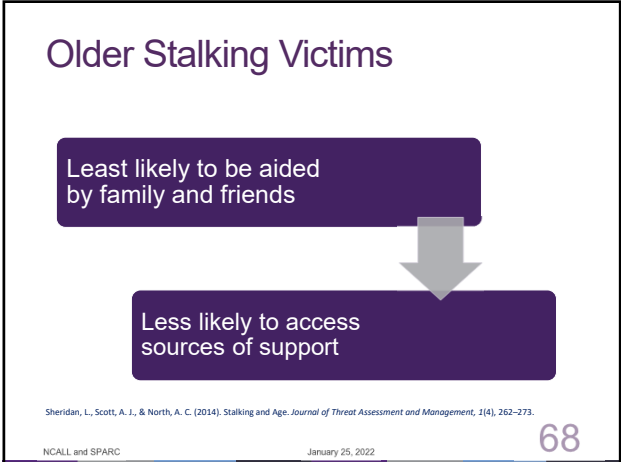 Older Stalking Victims
Least likely to be aided
by family and friends
Less likely to access
sources of support
Sheridan, L., Scott, A. J., & North, A. C. (2014). Stalking and Age. Journal of Threat Assessment and Management, 1(4), 262–273.
NCALL and SPARC January 25, 2022 68